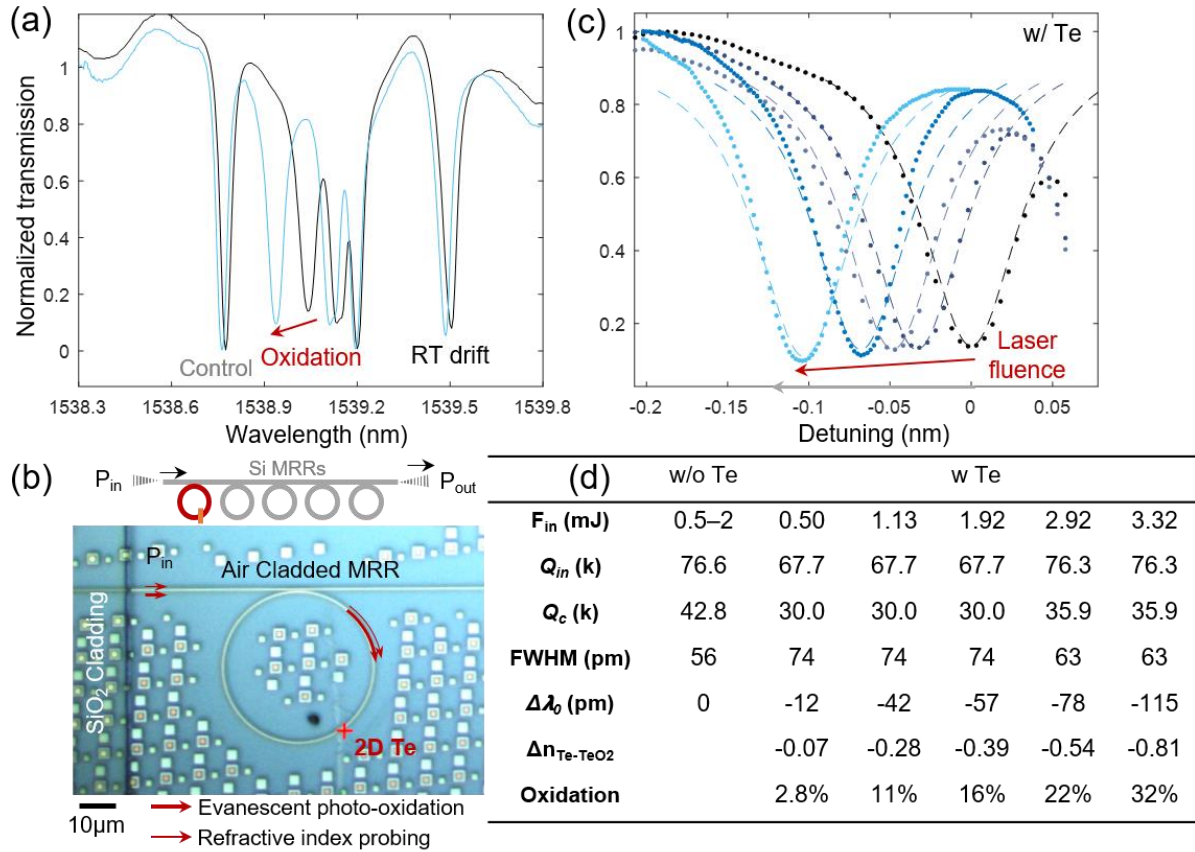 (a)
Normalized transmission
1
0.8
0.6
0.4
0.2
0
Control
Oxidation
RT drift
1538.3 1538.6 1538.9 1539.2 1539.5 1539.8
Wavelength (nm)
(c)
w/ Te
1
0.8
0.6
0.4
0.2
Laser
fluence
-0.2 -0.15 -0.1 -0.05 0 0.05
Detuning (nm)
(b)
Si MRRs
P_in
P_out
P_in
Air Cladded MRR
SiO₂ Cladding
2D Te
10μm
Evanescent photo-oxidation
Refractive index probing
w/o Te (d) w Te
F_in (mJ) 0.5–2 0.50 1.13 1.92 2.92 3.32
Q_in (k) 76.6 67.7 67.7 67.7 76.3 76.3
Q_c (k) 42.8 30.0 30.0 30.0 35.9 35.9
FWHM (pm) 56 74 74 74 63 63
Δλ₀ (pm) 0 -12 -42 -57 -78 -115
Δn_Te-TeO2 -0.07 -0.28 -0.39 -0.54 -0.81
Oxidation 2.8% 11% 16% 22% 32%